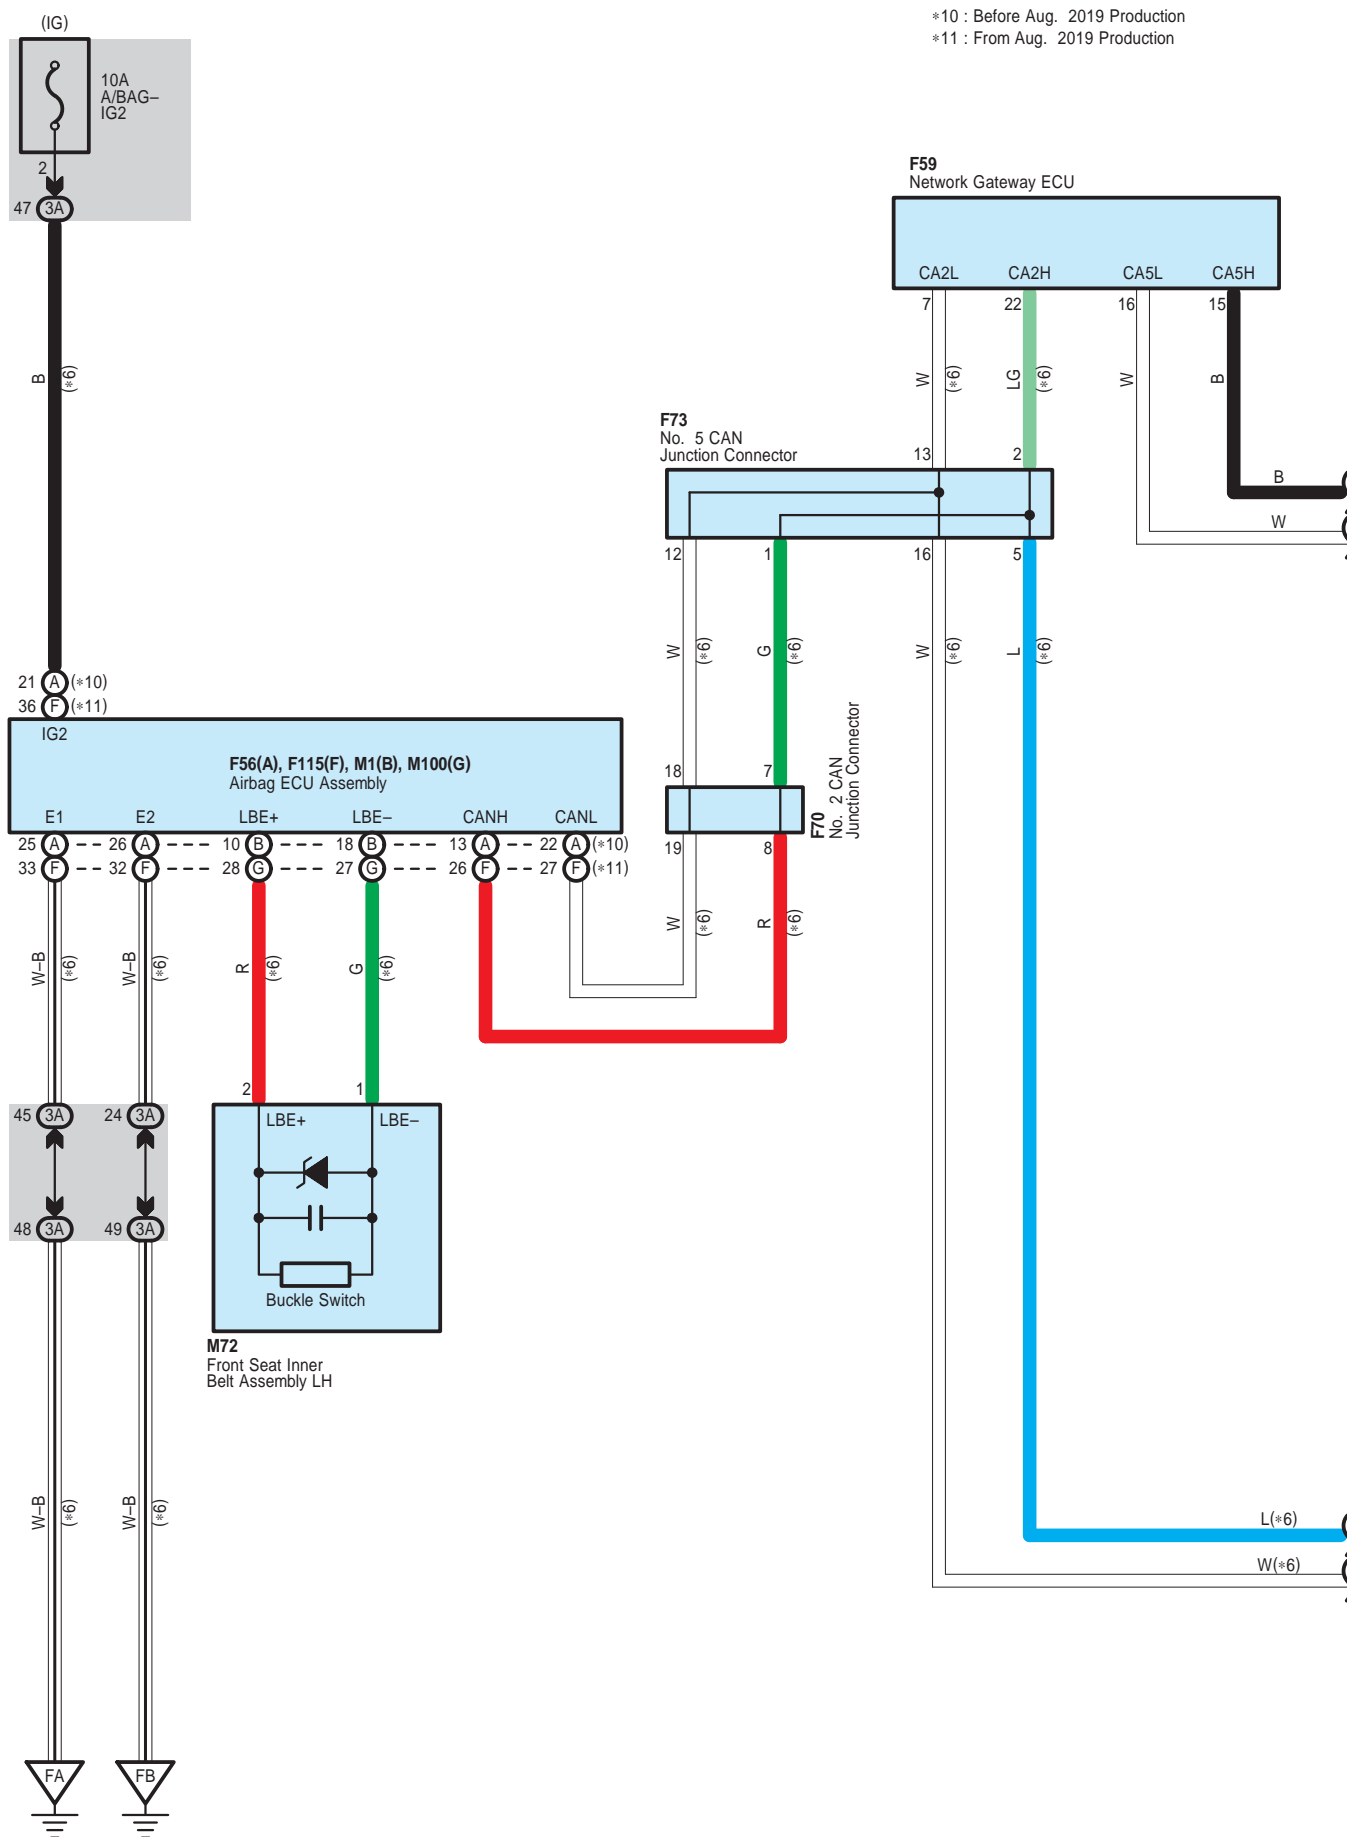 (IG)
∗10 : Before Aug. 2019 Production
∗11 : From Aug. 2019 Production
10A
A/BAG–
IG2
2
47 3A
F59
Network Gateway ECU
CA2L CA2H CA5L CA5H
7 22 16 15
B (∗6)
W (∗6) LG (∗6) W B
F73
No. 5 CAN
Junction Connector
13 2
B
W
12 1 16 5
W (∗6) G (∗6) W (∗6) L (∗6)
21 A (∗10)
36 F (∗11)
IG2
F56(A), F115(F), M1(B), M100(G)
Airbag ECU Assembly
18 7
F70
No. 2 CAN
Junction Connector
E1 E2 LBE+ LBE– CANH CANL
25 A 26 A 10 B 18 B 13 A 22 A (∗10)
33 F 32 F 28 G 27 G 26 F 27 F (∗11)
19 8
W (∗6) R (∗6)
W–B (∗6) W–B (∗6) R (∗6) G (∗6)
2 1
45 3A 24 3A
LBE+ LBE–
48 3A 49 3A
Buckle Switch
M72
Front Seat Inner
Belt Assembly LH
W–B (∗6) W–B (∗6)
L(∗6)
W(∗6)
FA FB